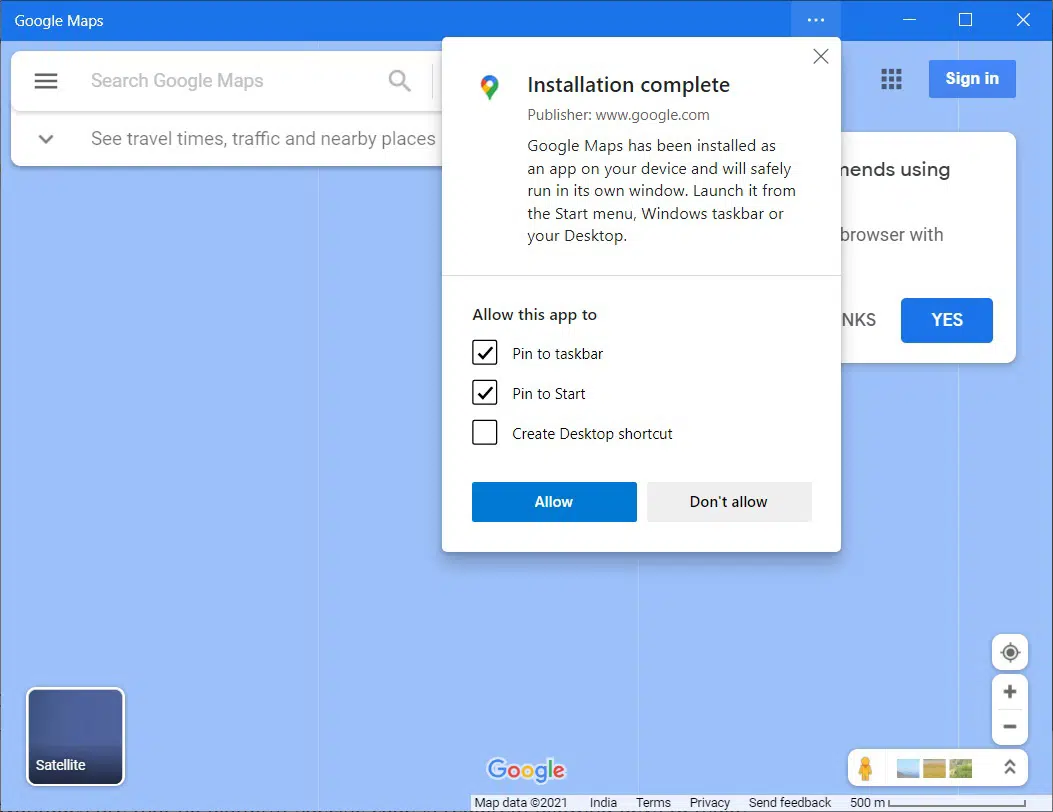 Google Maps
Search Google Maps
See travel times, traffic and nearby places
Sign in
Installation complete
Publisher: www.google.com
Google Maps has been installed as
an app on your device and will safely
run in its own window. Launch it from
the Start menu, Windows taskbar or
your Desktop.
Allow this app to
Pin to taskbar
Pin to Start
Create Desktop shortcut
Allow
Don't allow
using
browser with
YES
Satellite
Google
Map data ©2021 India Terms Privacy Send feedback 500 m